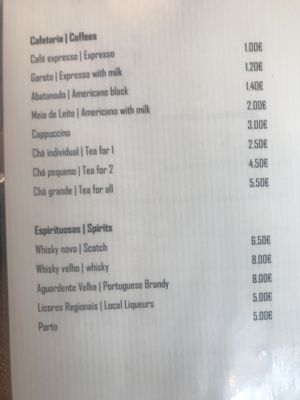 Cafetaria | Coffees
Café expresso | Expresso 1.00€
Garoto | Expresso with milk 1.20€
Abatanado | Americano black 1.40€
Meia de Leite | Americano with milk 2.00€
Cappuccino 3.00€
Chá individual | Tea for 1 2.50€
Chá pequeno | Tea for 2 4.50€
Chá grande | Tea for all 5.50€
Espirituosas | Spirits
Whisky novo | Scotch 6.50€
Whisky velho | whisky 8.00€
Aguardente Velha | Portuguese Brandy 8.00€
Licores Regionais | Local Liqueurs 5.00€
Porto 5.00€